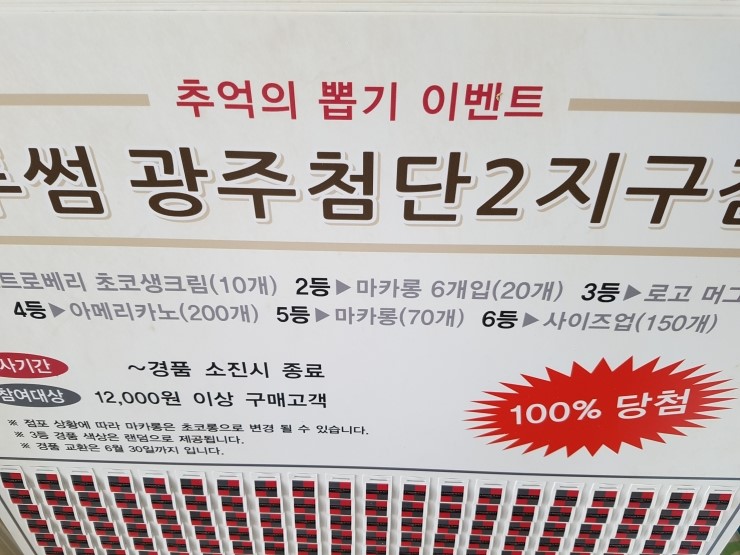 추억의 뽑기 이벤트
썸 광주첨단2지구점
트로베리 초코생크림(10개) 2등▶마카롱 6개입(20개) 3등▶로고 머그
4등▶아메리카노(200개) 5등▶마카롱(70개) 6등▶사이즈업(150개)
사기간 ~경품 소진시 종료
참여대상 12,000원 이상 구매고객
100% 당첨
※ 점포 상황에 따라 마카롱은 초코롱으로 변경 될 수 있습니다.
※ 3등 경품 색상은 랜덤으로 제공됩니다.
※ 경품 교환은 6월 30일까지 입니다.